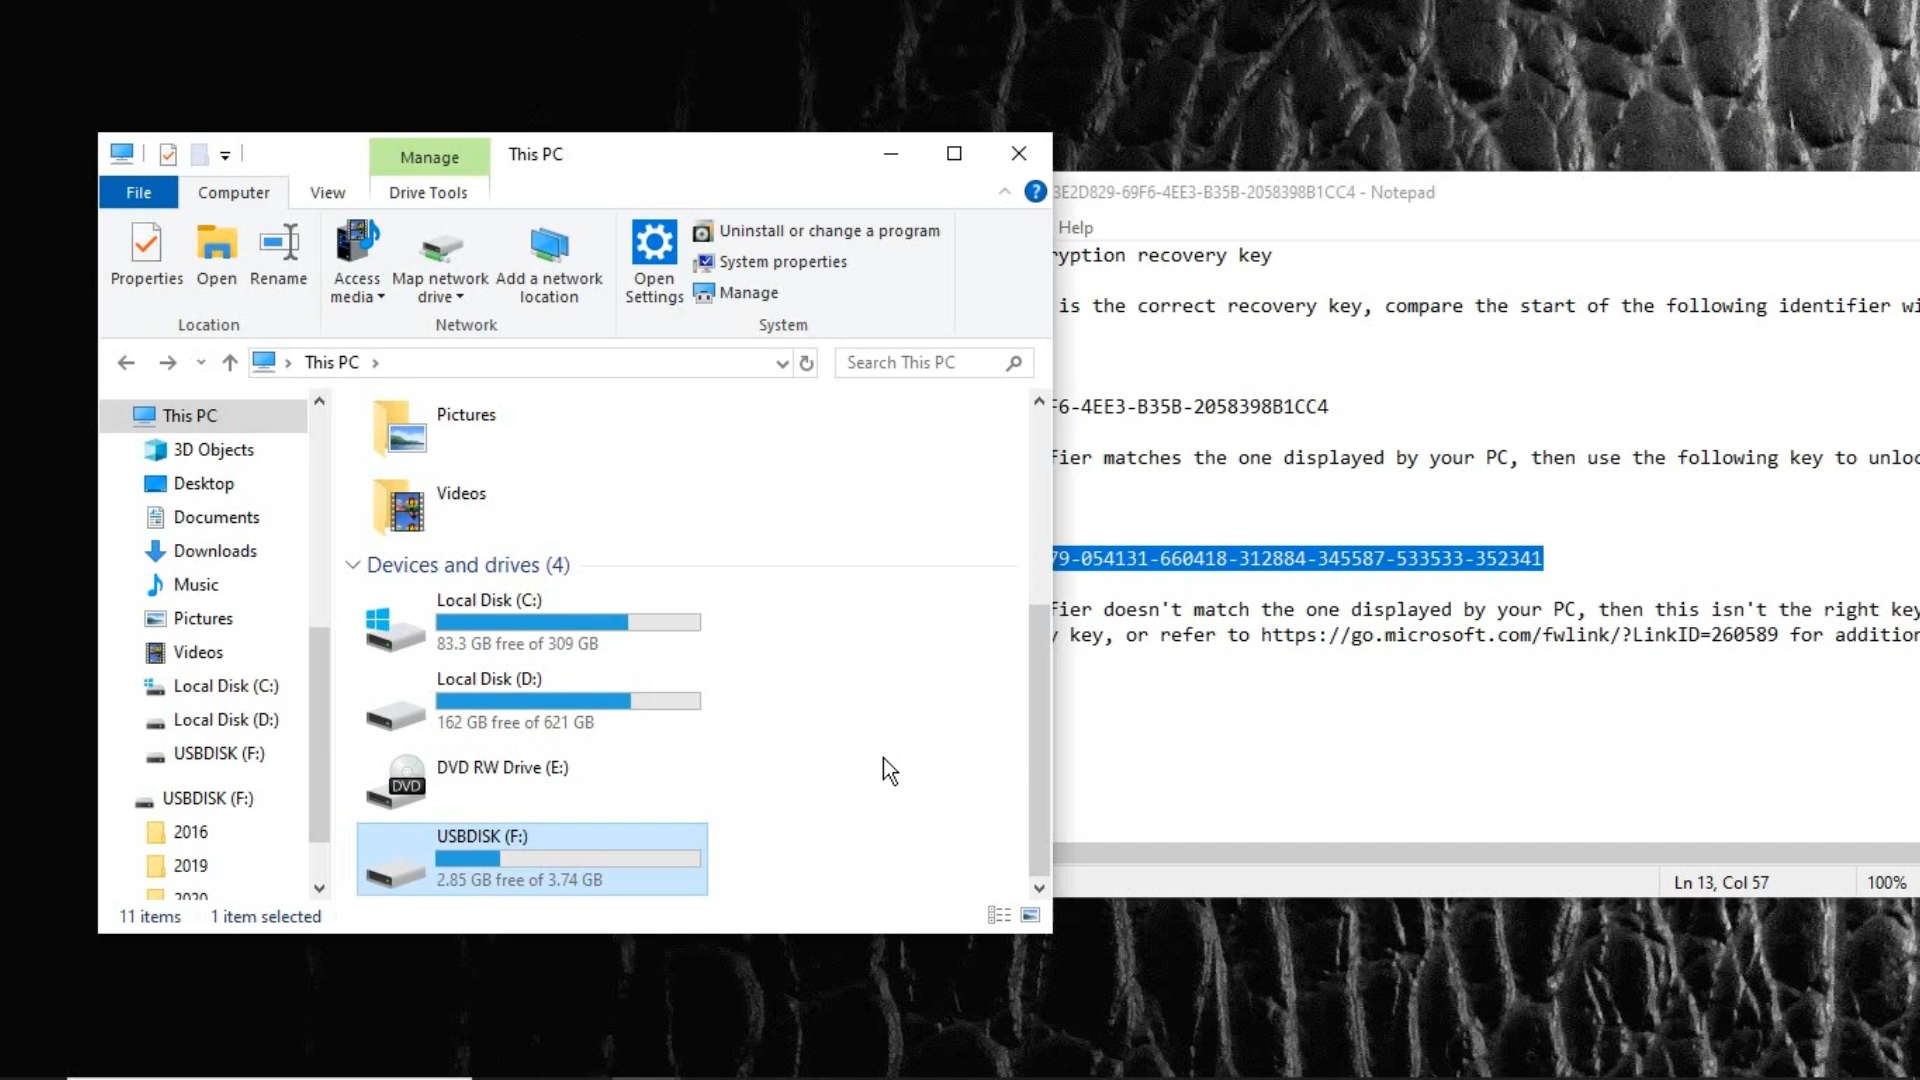 Manage
This PC
File
Computer
View
Drive Tools
?
Properties
Open
Rename
Access media
Map network drive
Add a network location
Open Settings
Uninstall or change a program
System properties
Manage
Location
Network
System
This PC
Search This PC
This PC
3D Objects
Desktop
Documents
Downloads
Music
Pictures
Videos
Local Disk (C:)
Local Disk (D:)
USBDISK (F:)
USBDISK (F:)
2016
2019
2020
Pictures
Videos
Devices and drives (4)
Local Disk (C:)
83.3 GB free of 309 GB
Local Disk (D:)
162 GB free of 621 GB
DVD RW Drive (E:)
DVD
USBDISK (F:)
2.85 GB free of 3.74 GB
11 items
1 item selected
3E2D829-69F6-4EE3-B35B-2058398B1CC4 - Notepad
Help
ryption recovery key
is the correct recovery key, compare the start of the following identifier wi
F6-4EE3-B35B-2058398B1CC4
fier matches the one displayed by your PC, then use the following key to unloc
79-054131-660418-312884-345587-533533-352341
fier doesn't match the one displayed by your PC, then this isn't the right key
y key, or refer to https://go.microsoft.com/fwlink/?LinkID=260589 for addition
Ln 13, Col 57
100%